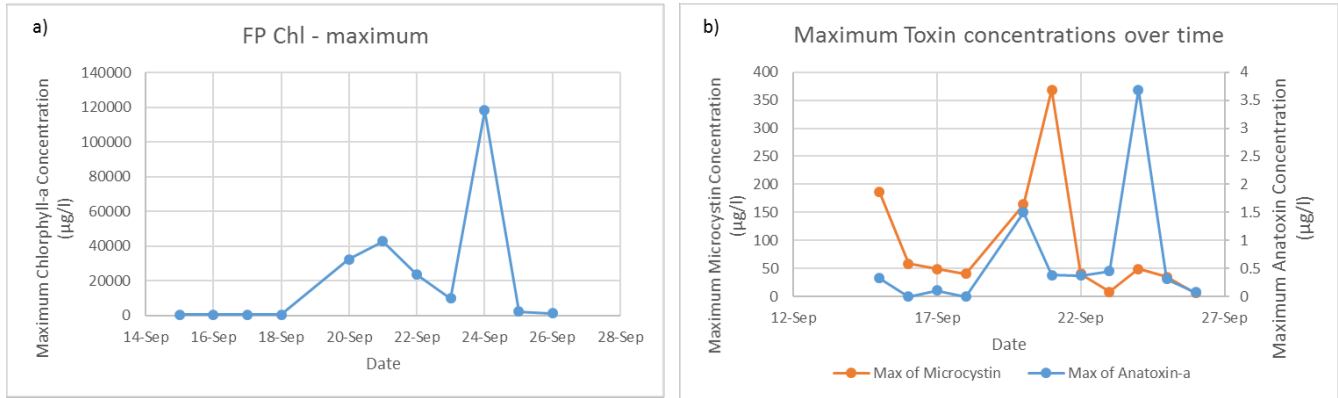 a)
FP Chl - maximum
Maximum Chlorphyll-a Concentration
(µg/l)
140000
120000
100000
80000
60000
40000
20000
0
14-Sep 16-Sep 18-Sep 20-Sep 22-Sep 24-Sep 26-Sep 28-Sep
Date
b)
Maximum Toxin concentrations over time
Maximum Microcystin Concentration
(µg/l)
400
350
300
250
200
150
100
50
0
4
3.5
3
2.5
2
1.5
1
0.5
0
Maximum Anatoxin Concentration
(µg/l)
12-Sep 17-Sep 22-Sep 27-Sep
Date
Max of Microcystin Max of Anatoxin-a